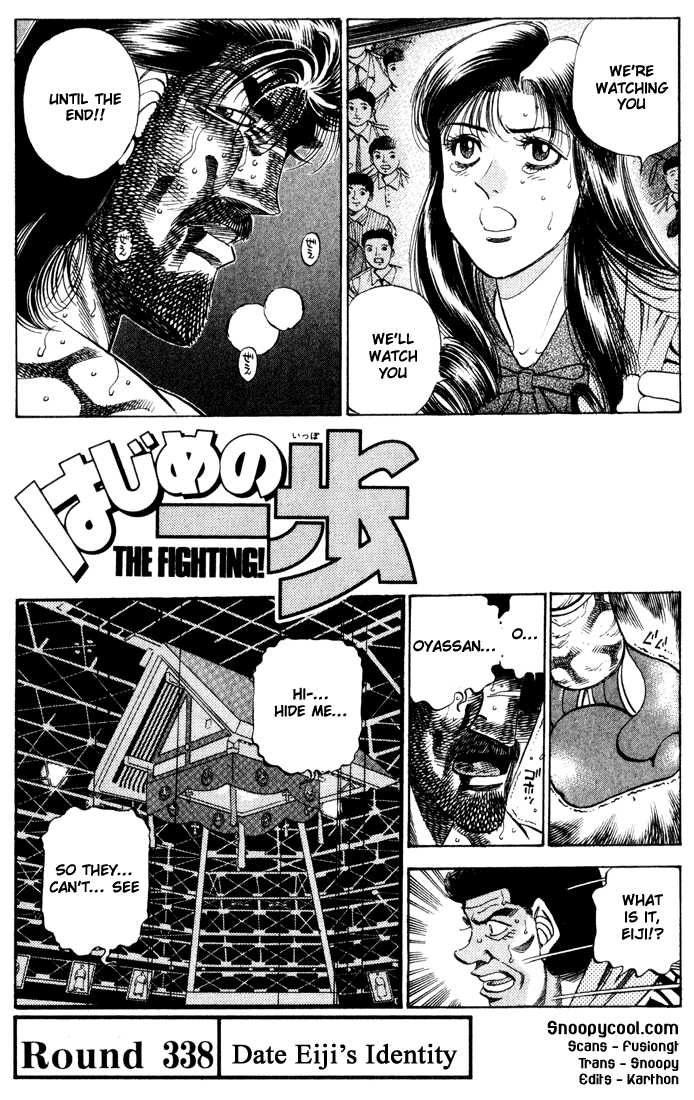 WE'RE
WATCHING
YOU
WE'LL
WATCH
YOU
UNTIL THE
END!!
はじめの一歩
いっぽ
THE FIGHTING!
O...
OYASSAN...
WHAT
IS IT,
EIJI!?
HI-...
HIDE ME...
SO THEY...
CAN'T... SEE
Round 338
Date Eiji's Identity
Snoopycool.com
Scans - Fusiongt
Trans - Snoopy
Edits - Karthon